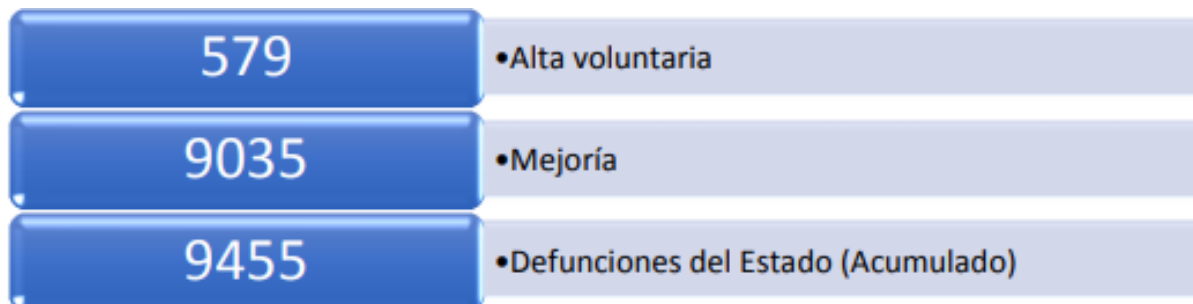 579
•Alta voluntaria
9035
•Mejoría
9455
•Defunciones del Estado (Acumulado)